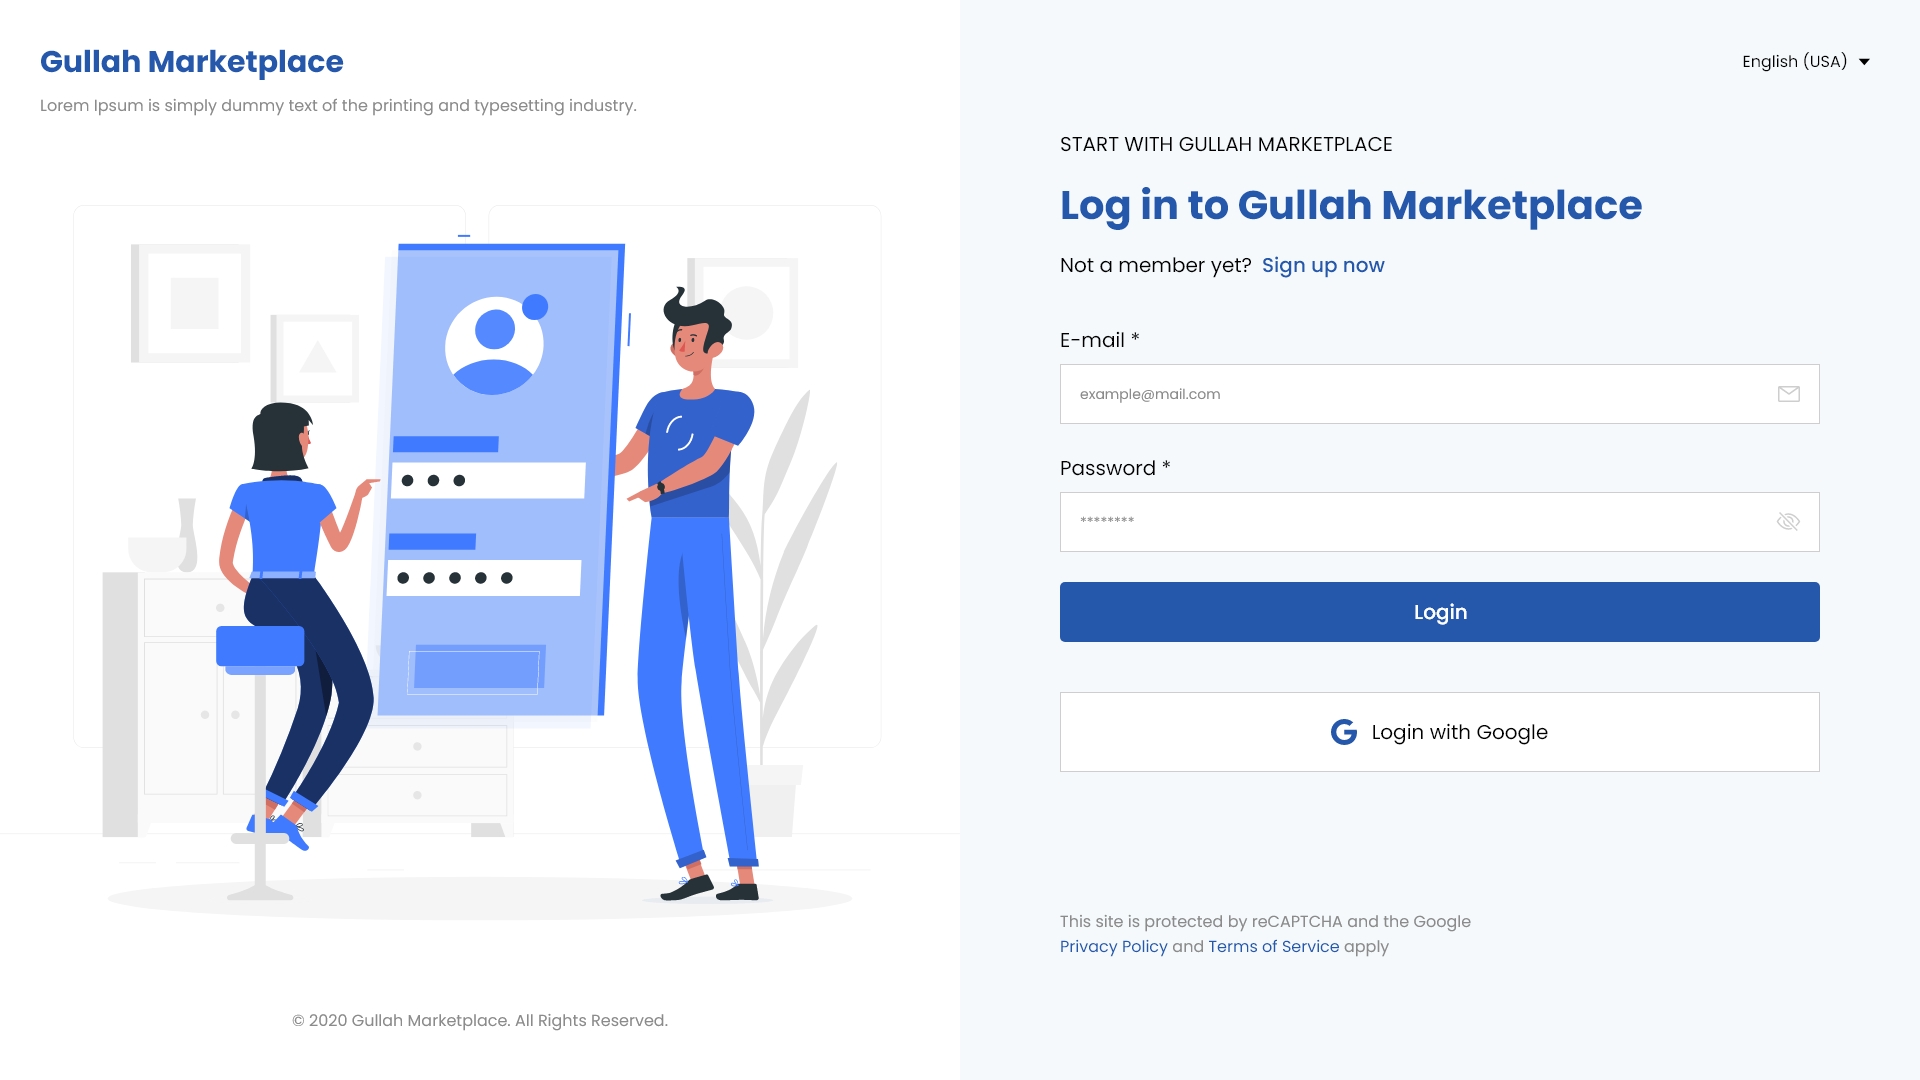 Gullah Marketplace
Lorem Ipsum is simply dummy text of the printing and typesetting industry.
© 2020 Gullah Marketplace. All Rights Reserved.
English (USA)
START WITH GULLAH MARKETPLACE
Log in to Gullah Marketplace
Not a member yet? Sign up now
E-mail *
example@mail.com
Password *
********
Login
Login with Google
This site is protected by reCAPTCHA and the Google
Privacy Policy and Terms of Service apply